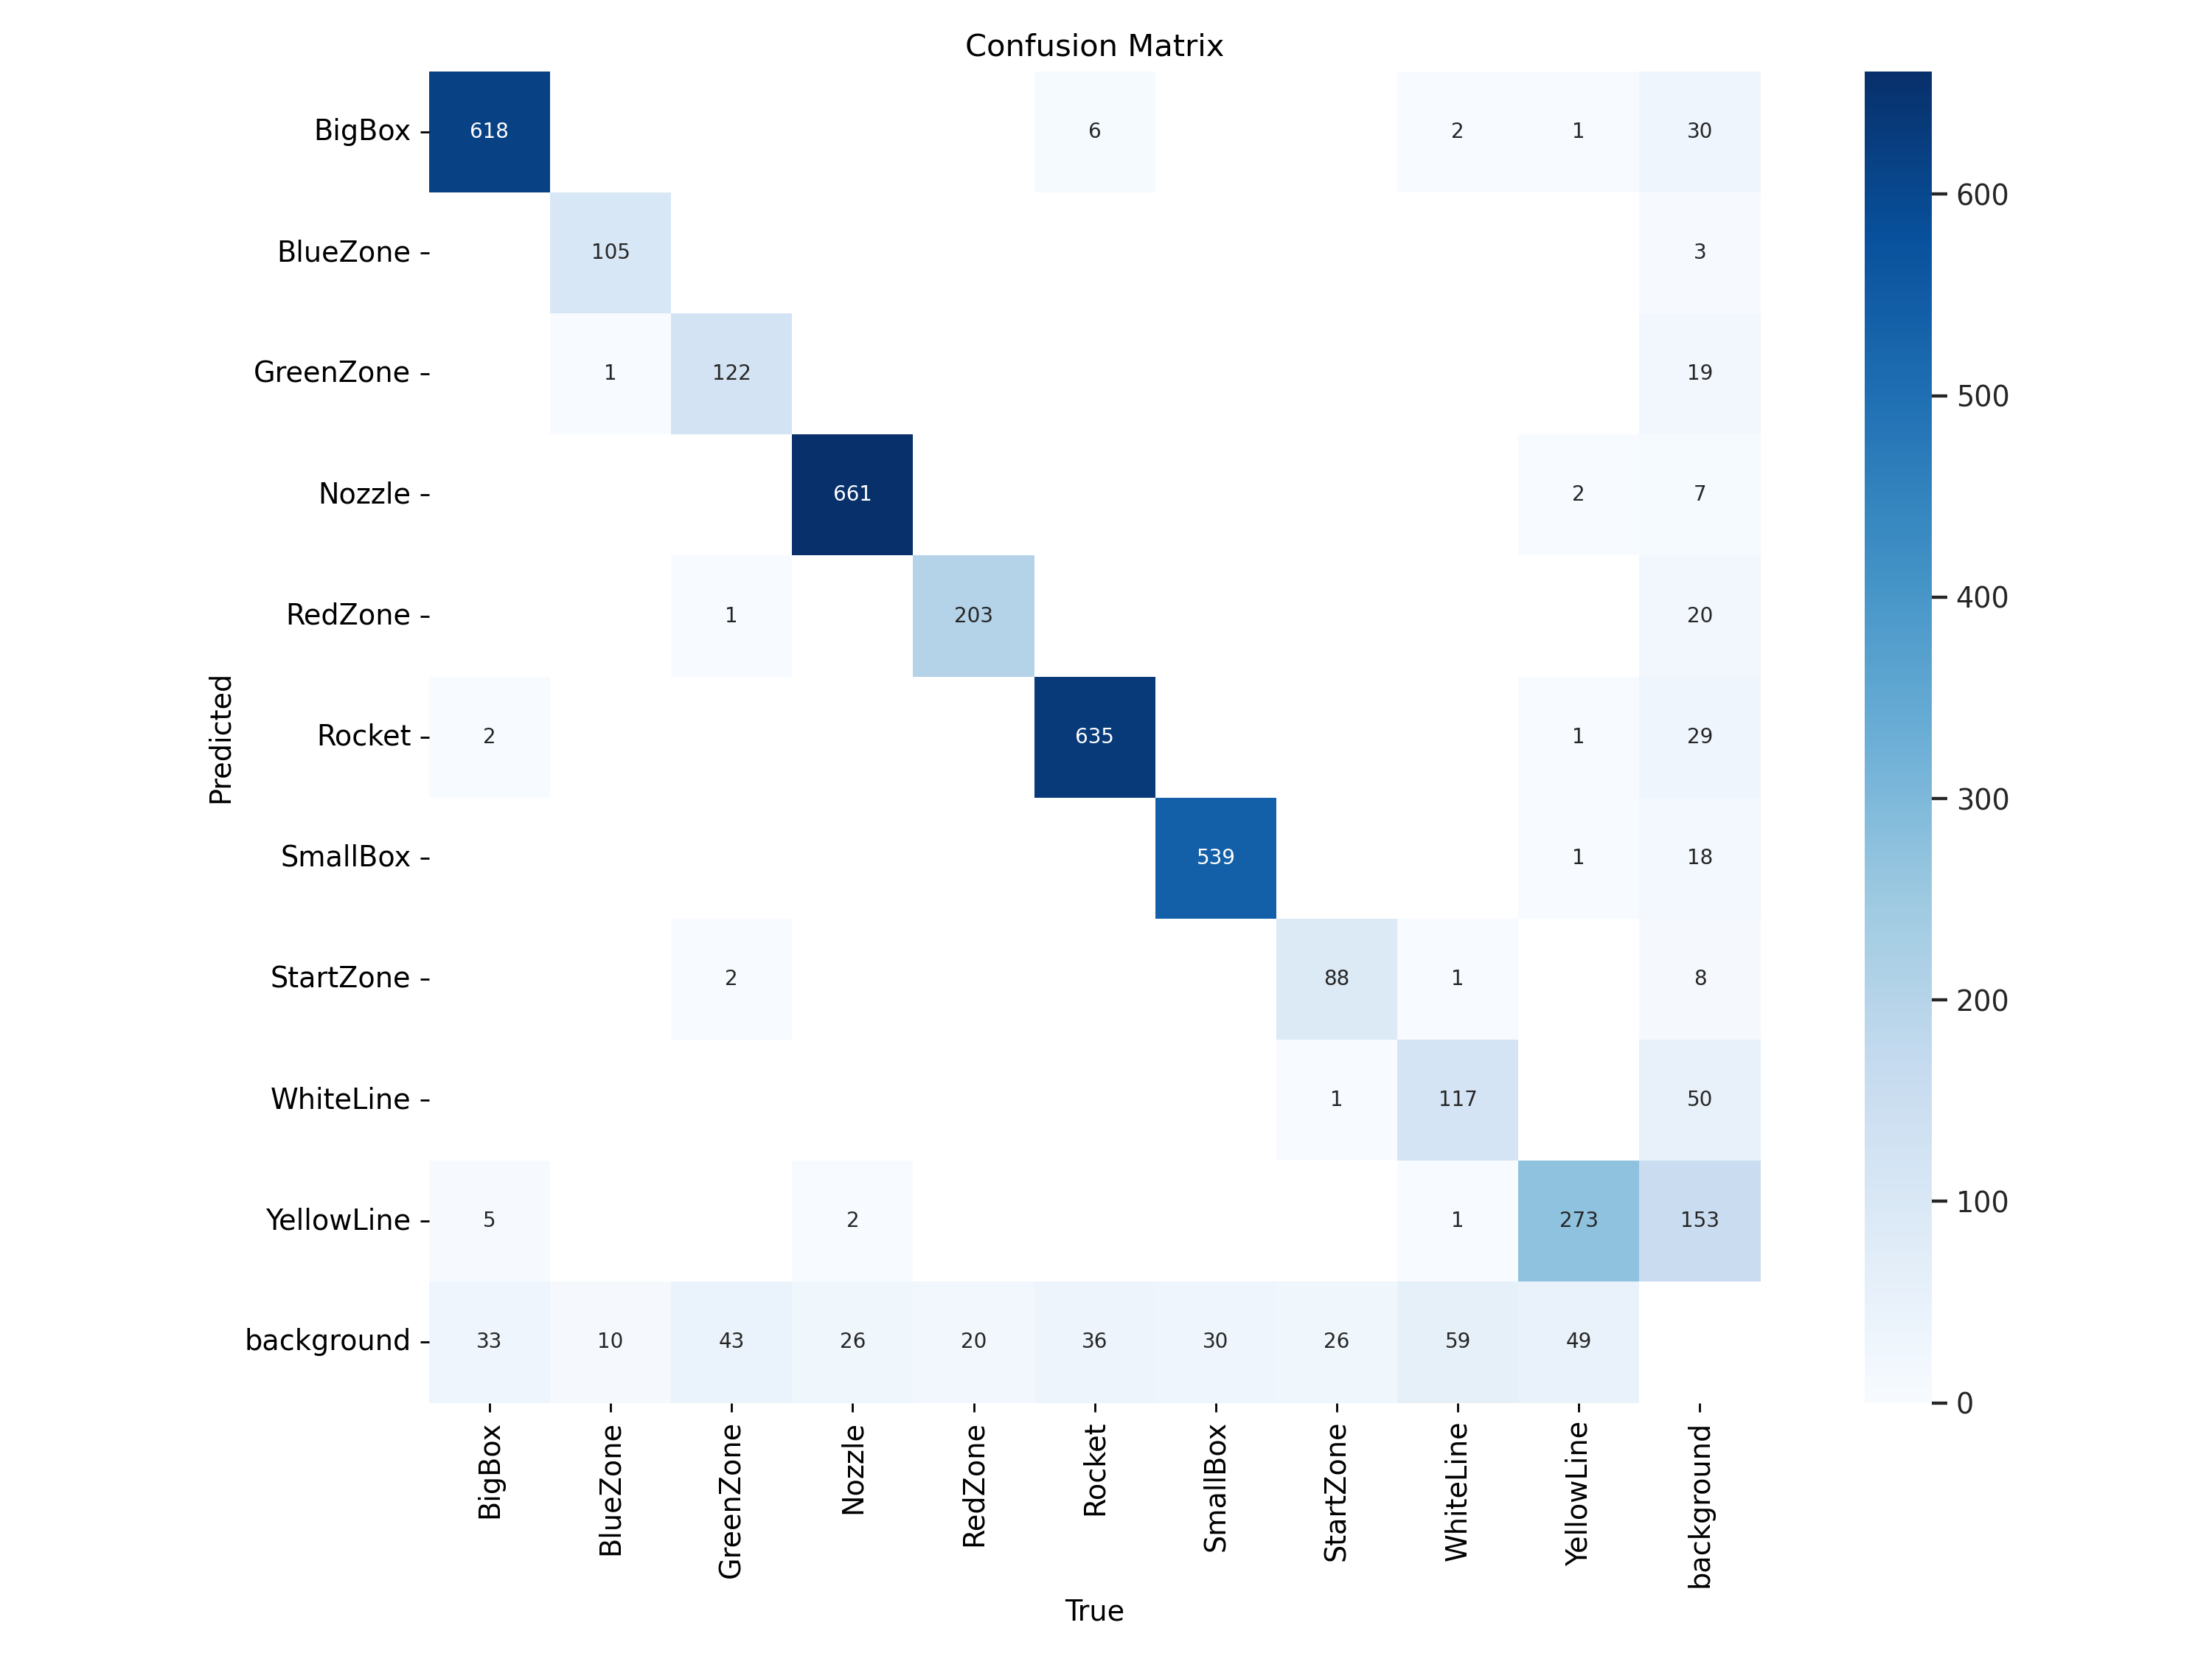 Confusion Matrix
BigBox 618 6 2 1 30
BlueZone 105 3
GreenZone 1 122 19
Nozzle 661 2 7
RedZone 1 203 20
Rocket 2 635 1 29
SmallBox 539 1 18
StartZone 2 88 1 8
WhiteLine 1 117 50
YellowLine 5 2 1 273 153
background 33 10 43 26 20 36 30 26 59 49
Predicted
BigBox BlueZone GreenZone Nozzle RedZone Rocket SmallBox StartZone WhiteLine YellowLine background
True
600
500
400
300
200
100
0